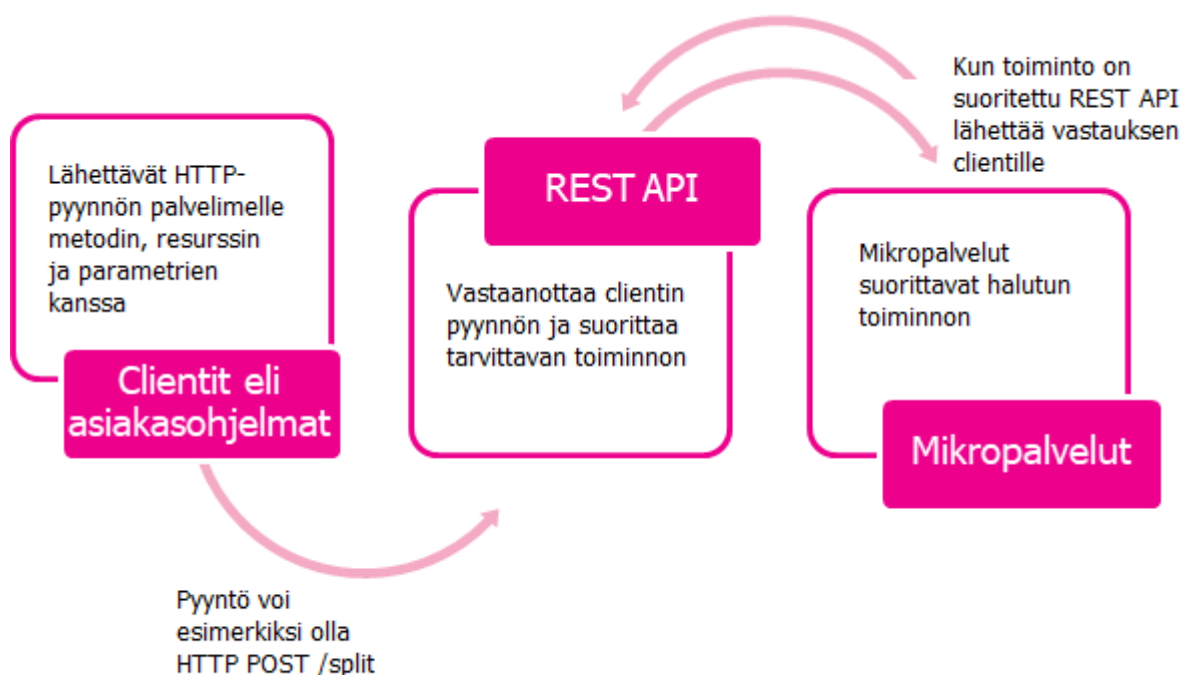 Lähettävät HTTP-
pyynnön palvelimelle
metodin, resurssin
ja parametrien
kanssa
Clientit eli
asiakasohjelmat
Pyyntö voi
esimerkiksi olla
HTTP POST /split
REST API
Vastaanottaa clientin
pyynnön ja suorittaa
tarvittavan toiminnon
Kun toiminto on
suoritettu REST API
lähettää vastauksen
clientille
Mikropalvelut
suorittavat halutun
toiminnon
Mikropalvelut